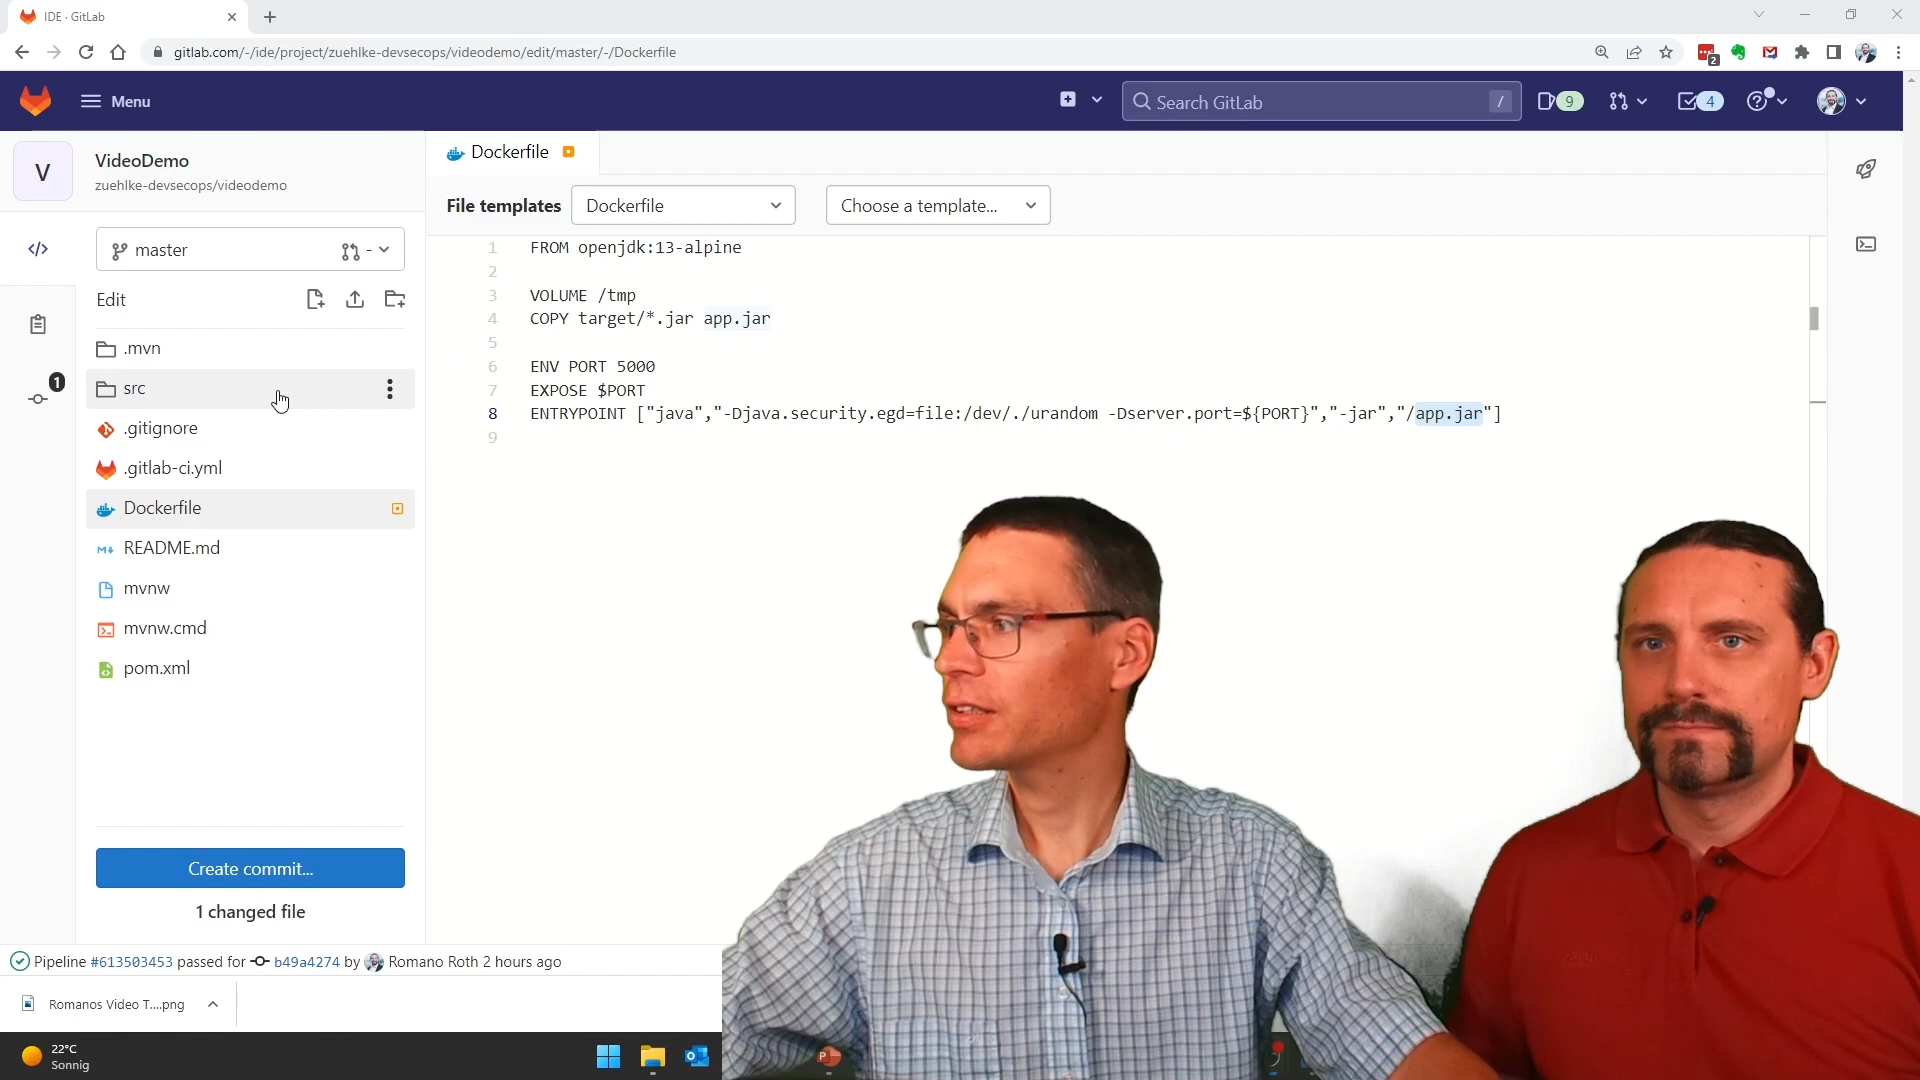 IDE · GitLab
gitlab.com/-/ide/project/zuehlke-devsecops/videodemo/edit/master/-/Dockerfile
2
Menu
Search GitLab
/
9
4
V
VideoDemo
zuehlke-devsecops/videodemo
Dockerfile
File templates
Dockerfile
Choose a template...
master
-
Edit
1
.mvn
src
.gitignore
.gitlab-ci.yml
Dockerfile
README.md
mvnw
mvnw.cmd
pom.xml
1 FROM openjdk:13-alpine
2
3 VOLUME /tmp
4 COPY target/*.jar app.jar
5
6 ENV PORT 5000
7 EXPOSE $PORT
8 ENTRYPOINT ["java","-Djava.security.egd=file:/dev/./urandom -Dserver.port=${PORT}","-jar","/app.jar"]
9
Create commit...
1 changed file
Pipeline #613503453 passed for b49a4274 by Romano Roth 2 hours ago
Romanos Video T....png
22°C
Sonnig